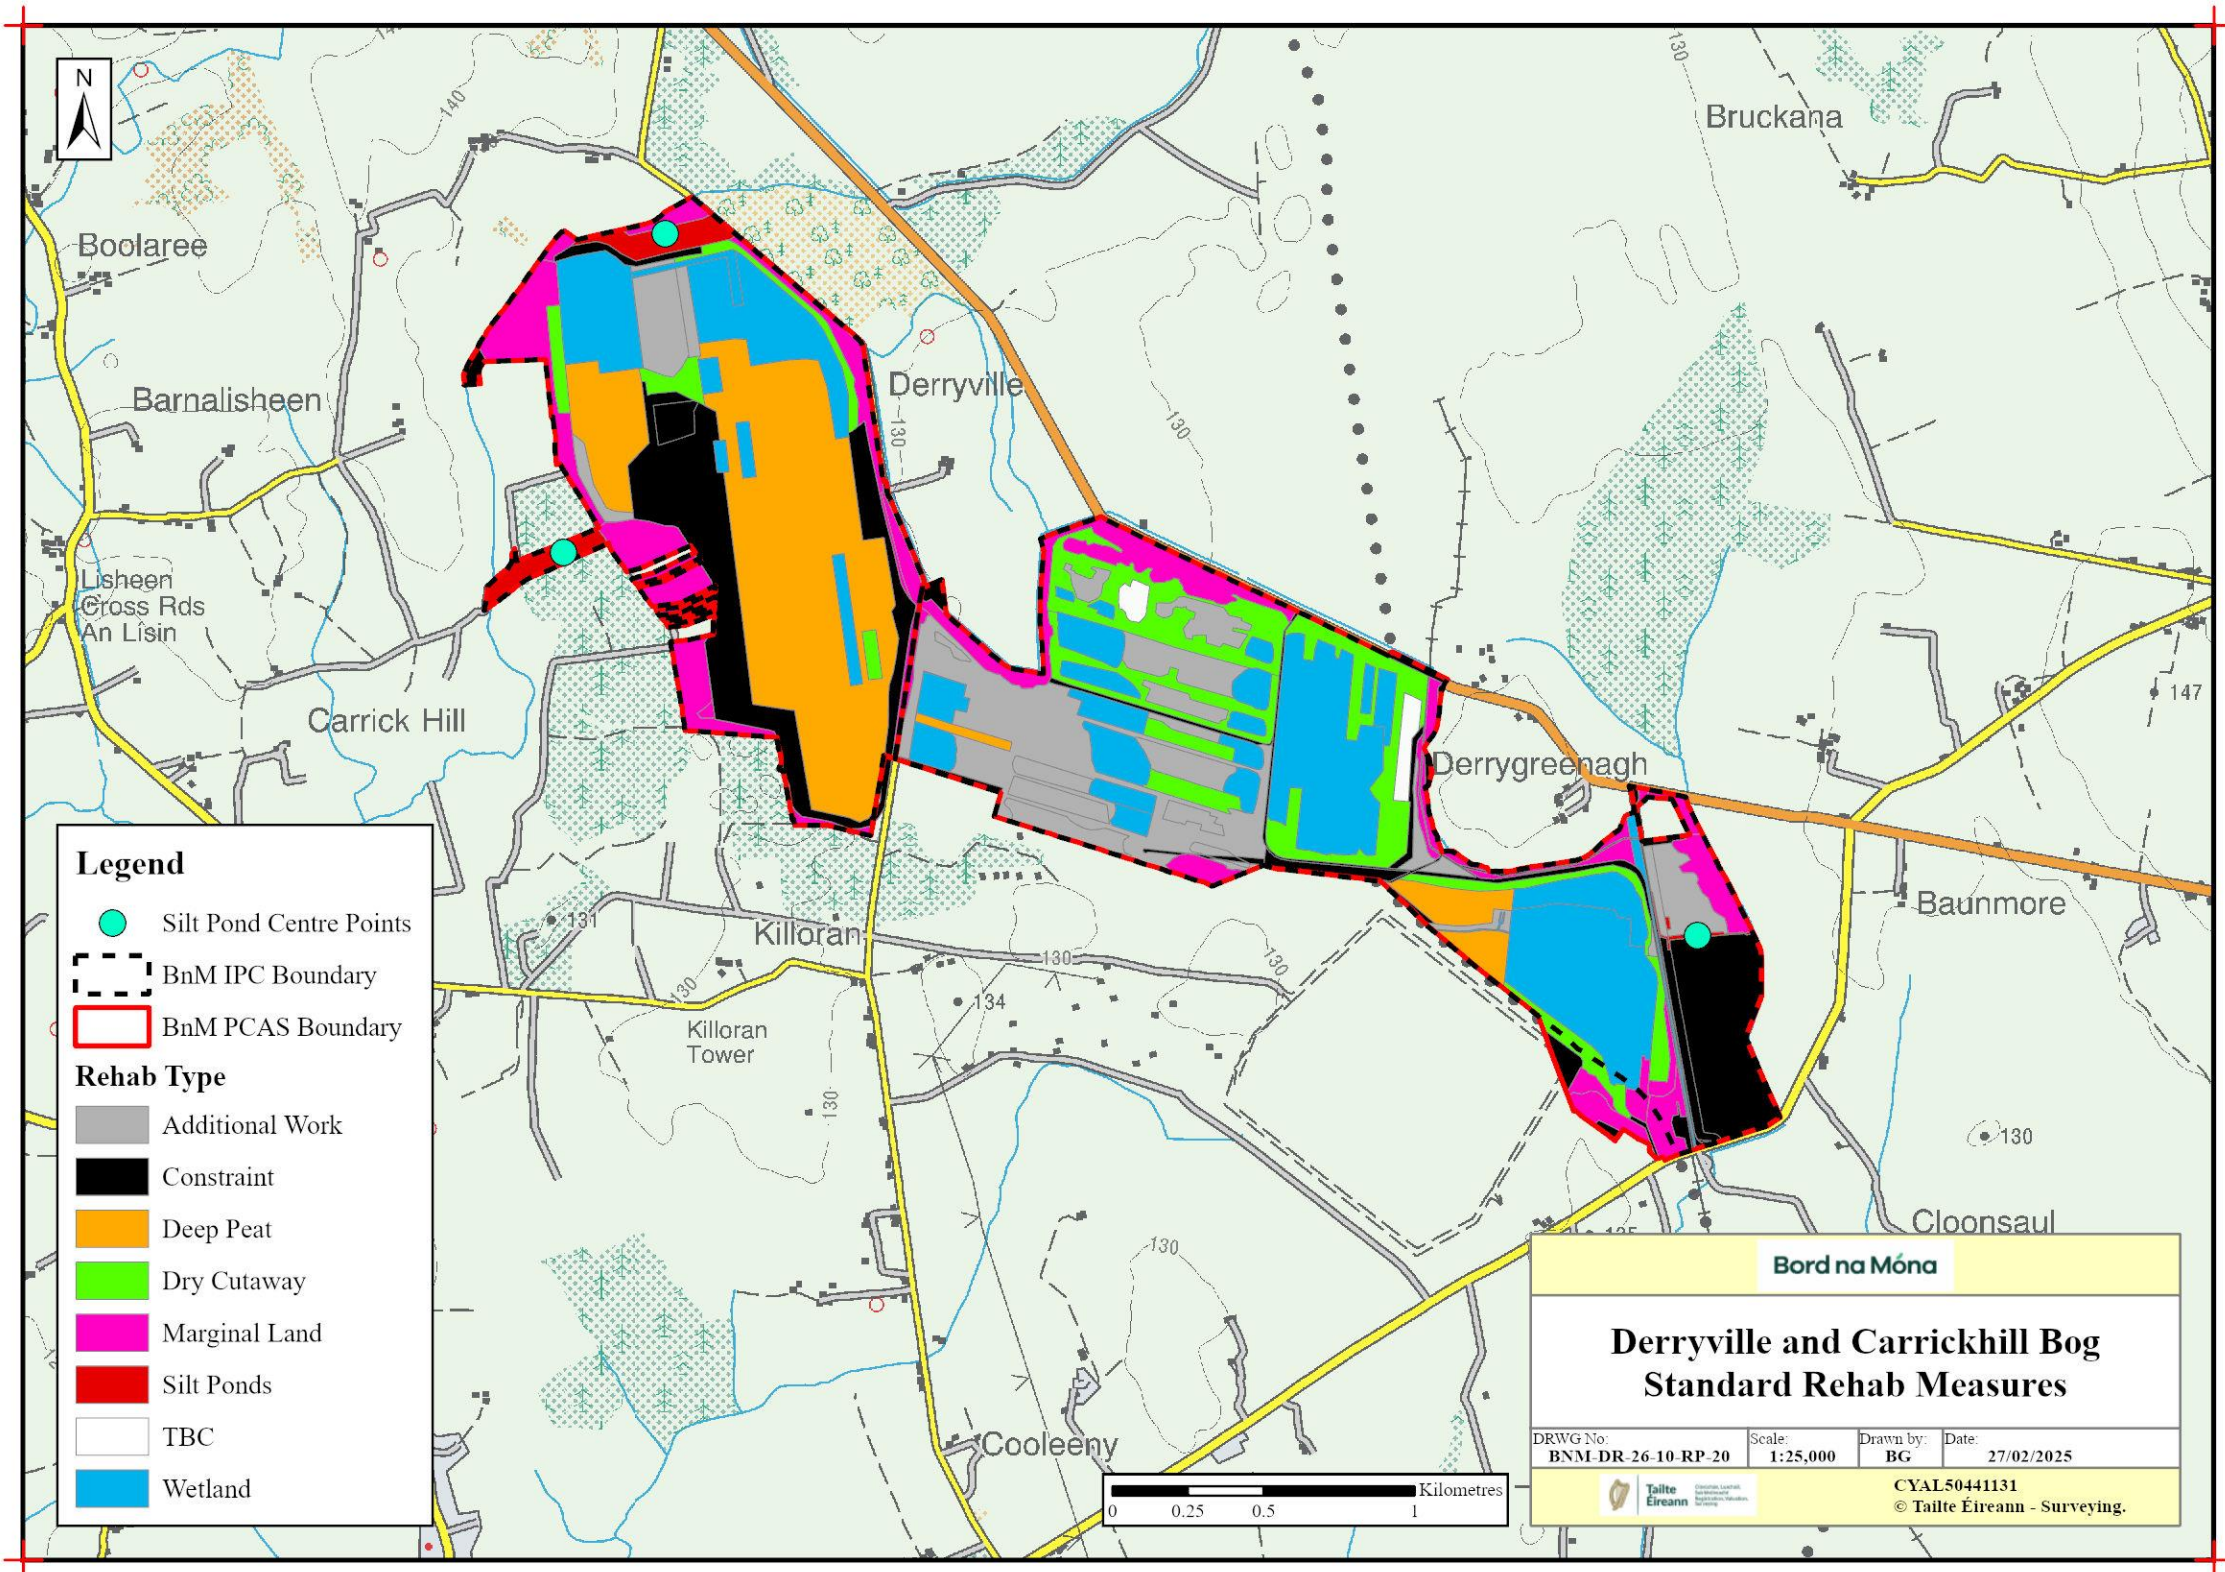 N
140
130
Bruckana
Boolaree
Derryville
Barnalisheen
130
130
Lisheen
Cross Rds
An Lisín
147
Carrick Hill
Derrygreenagh
Baunmore
131
Killoran
130
130
130
134
Killoran
Tower
130
130
Cloonsaul
130
Cooleeny
Legend
Silt Pond Centre Points
BnM IPC Boundary
BnM PCAS Boundary
Rehab Type
Additional Work
Constraint
Deep Peat
Dry Cutaway
Marginal Land
Silt Ponds
TBC
Wetland
Kilometres
0 0.25 0.5 1
Bord na Móna
Derryville and Carrickhill Bog
Standard Rehab Measures
DRWG No: Scale: Drawn by: Date:
BNM-DR-26-10-RP-20 1:25,000 BG 27/02/2025
Tailte
Éireann
CYAL50441131
© Tailte Éireann - Surveying.